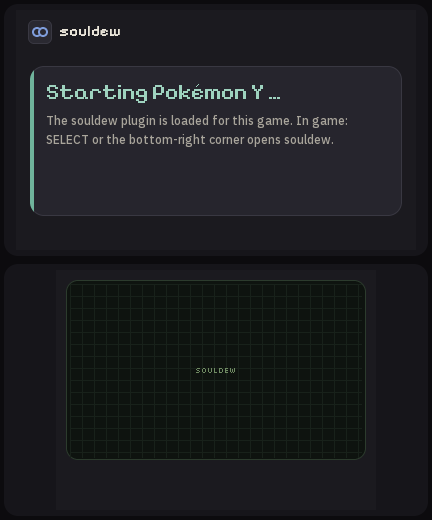 souldew
Starting Pokémon Y …
The souldew plugin is loaded for this game. In game:
SELECT or the bottom-right corner opens souldew.
SOULDEW